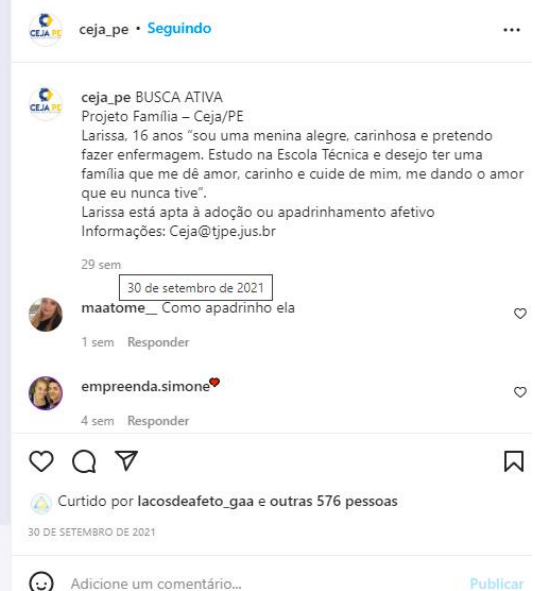 CEJA PE
ceja_pe • Seguindo
CEJA PE
ceja_pe BUSCA ATIVA
Projeto Família – Ceja/PE
Larissa, 16 anos “sou uma menina alegre, carinhosa e pretendo
fazer enfermagem. Estudo na Escola Técnica e desejo ter uma
família que me dê amor, carinho e cuide de mim, me dando o amor
que eu nunca tive”.
Larissa está apta à adoção ou apadrinhamento afetivo
Informações: Ceja@tjpe.jus.br
29 sem
30 de setembro de 2021
maatome__ Como apadrinho ela
1 sem Responder
empreenda.simone
4 sem Responder
Curtido por lacosdeafeto_gaa e outras 576 pessoas
30 DE SETEMBRO DE 2021
Adicione um comentário... Publicar